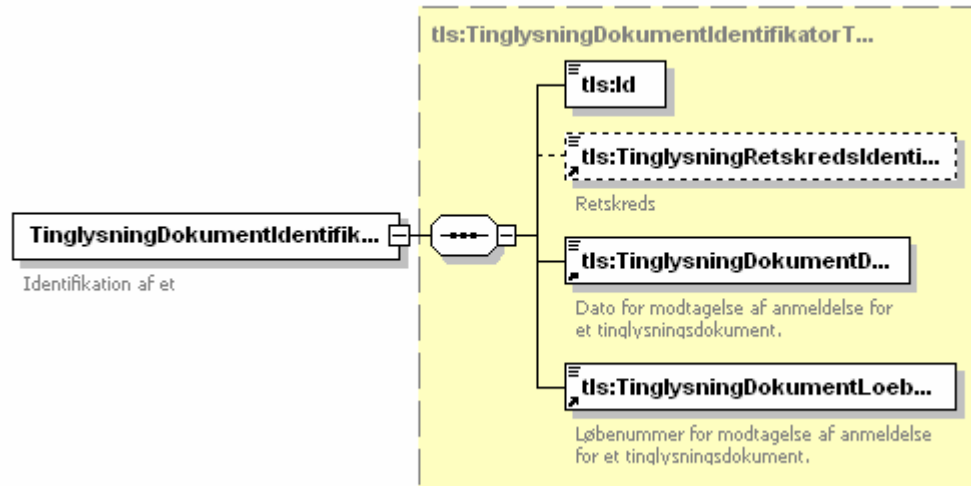 tls:TinglysningDokumentIdentifikatorT...
tls:Id
tls:TinglysningRetskredsIdenti...
Retskreds
TinglysningDokumentIdentifik...
Identifikation af et
tls:TinglysningDokumentD...
Dato for modtagelse af anmeldelse for
et tinglysningsdokument.
tls:TinglysningDokumentLoeb...
Løbenummer for modtagelse af anmeldelse
for et tinglysningsdokument.